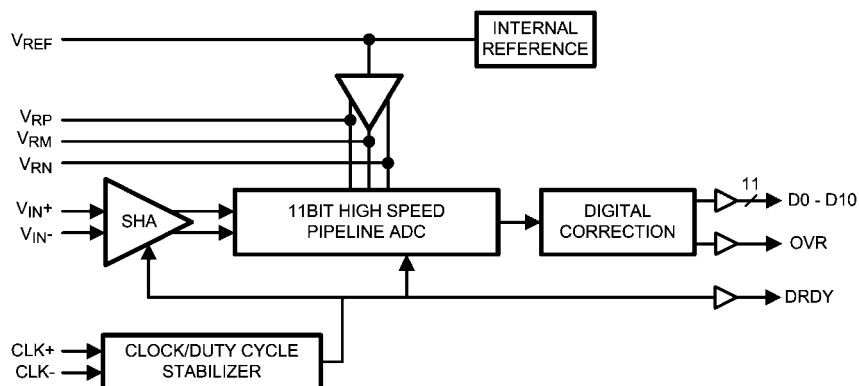 VREF
INTERNAL
REFERENCE
VRP
VRM
VRN
VIN+
VIN-
SHA
11BIT HIGH SPEED
PIPELINE ADC
DIGITAL
CORRECTION
11
D0 - D10
OVR
DRDY
CLK+
CLK-
CLOCK/DUTY CYCLE
STABILIZER